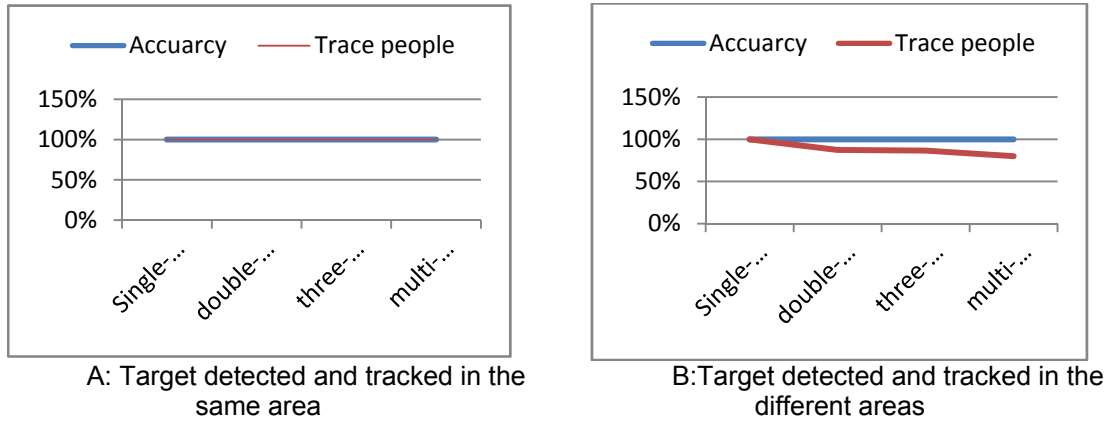 Accuarcy Trace people
150%
100%
50%
0%
Single-...
double-...
three-...
multi-...
A: Target detected and tracked in the
same area
Accuarcy Trace people
150%
100%
50%
0%
Single-...
double-...
three-...
multi-...
B:Target detected and tracked in the
different areas